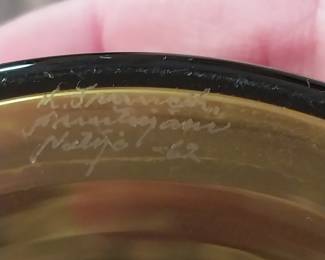 K. Franck.
Nuutajärvi
Notsjö -62